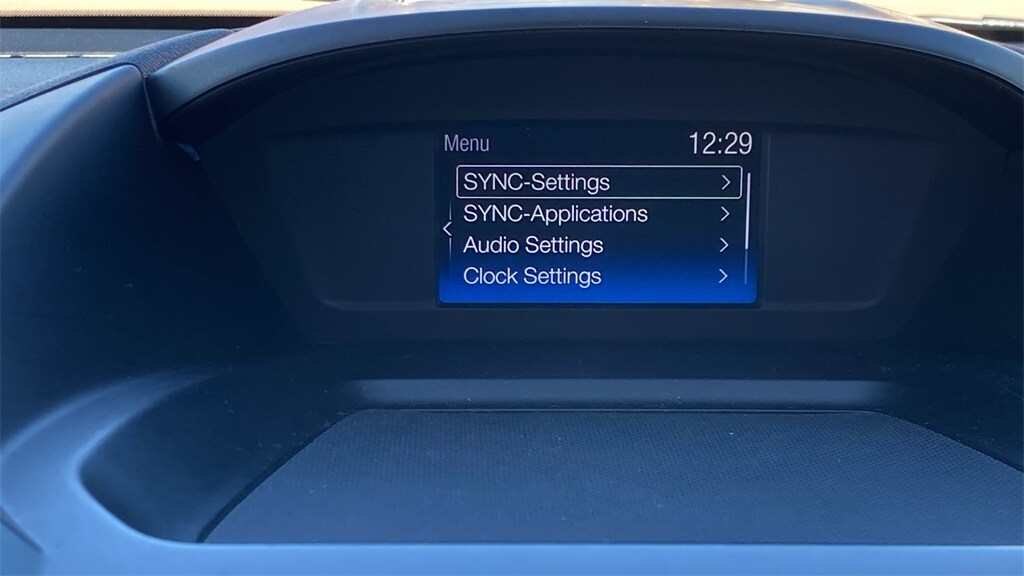 Menu 12:29
SYNC-Settings
SYNC-Applications
Audio Settings
Clock Settings